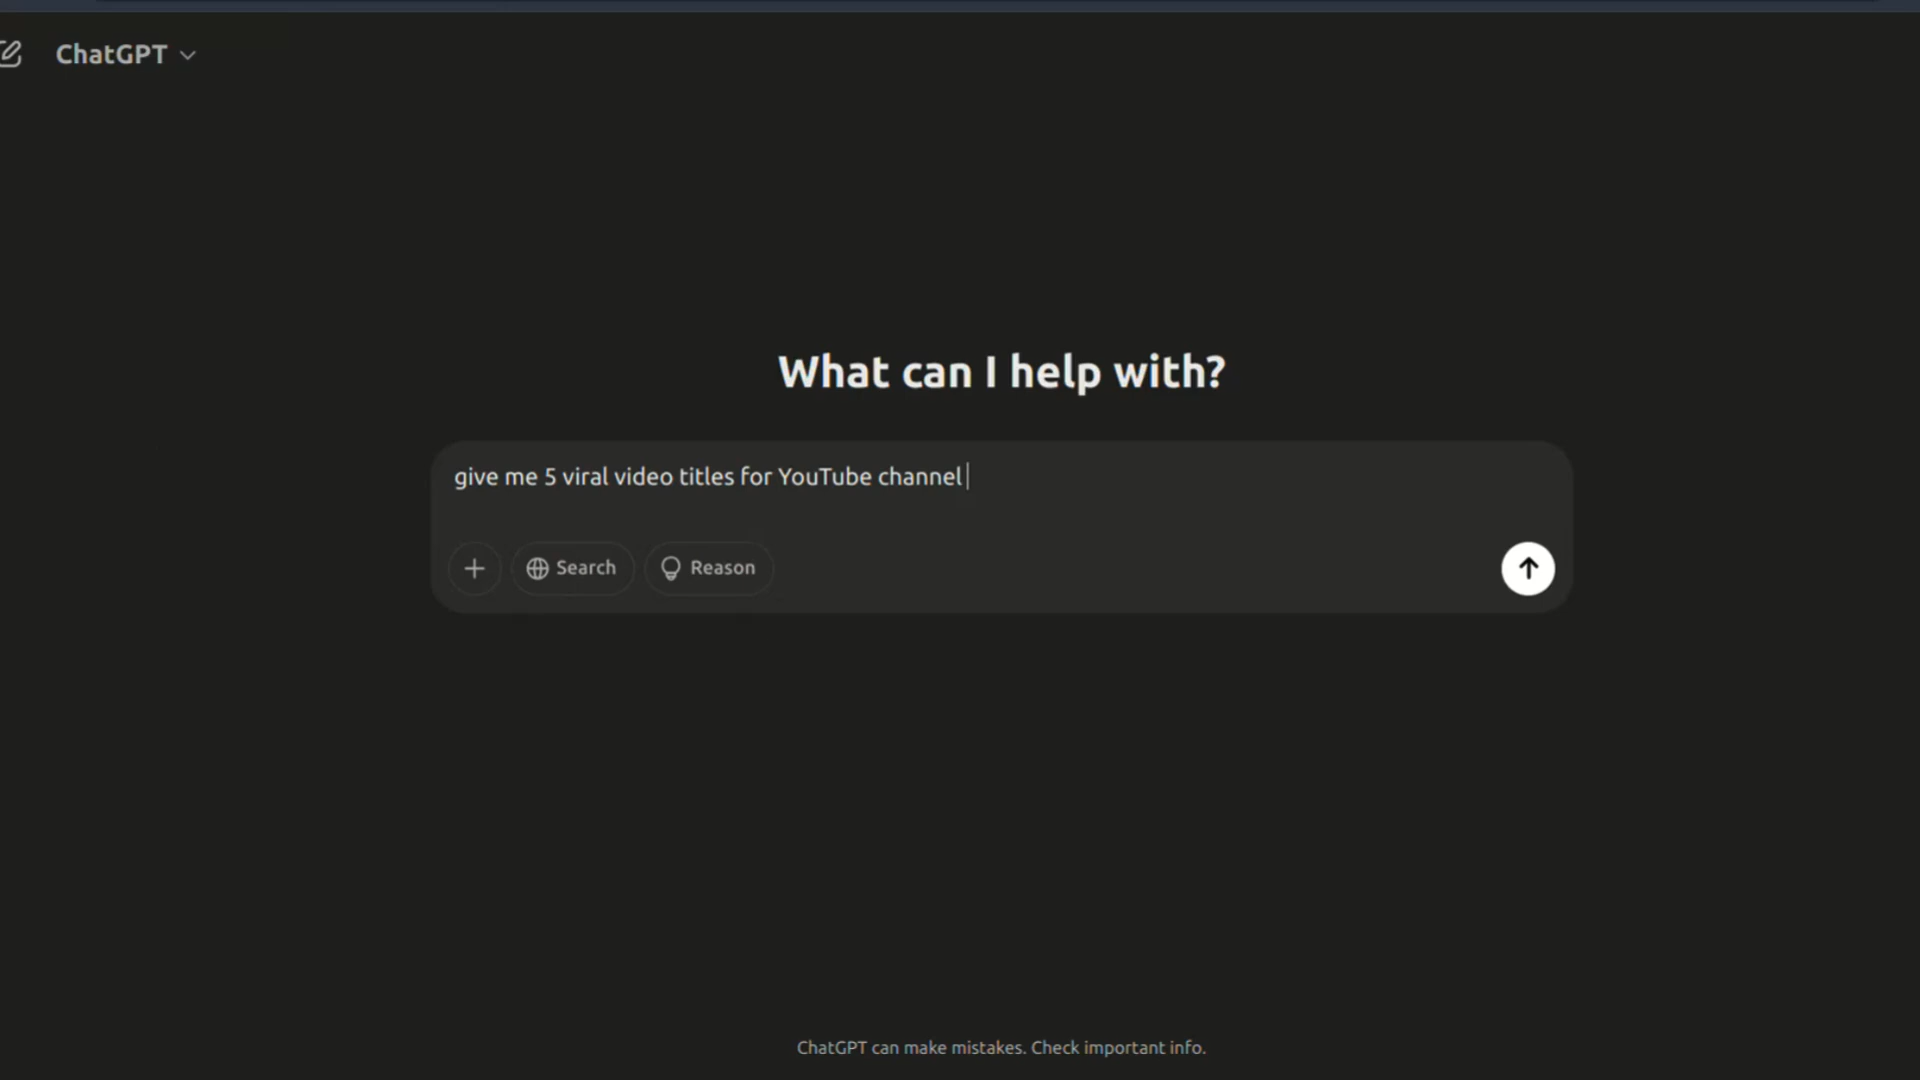 ChatGPT
What can I help with?
give me 5 viral video titles for YouTube channel
Search
Reason
ChatGPT can make mistakes. Check important info.